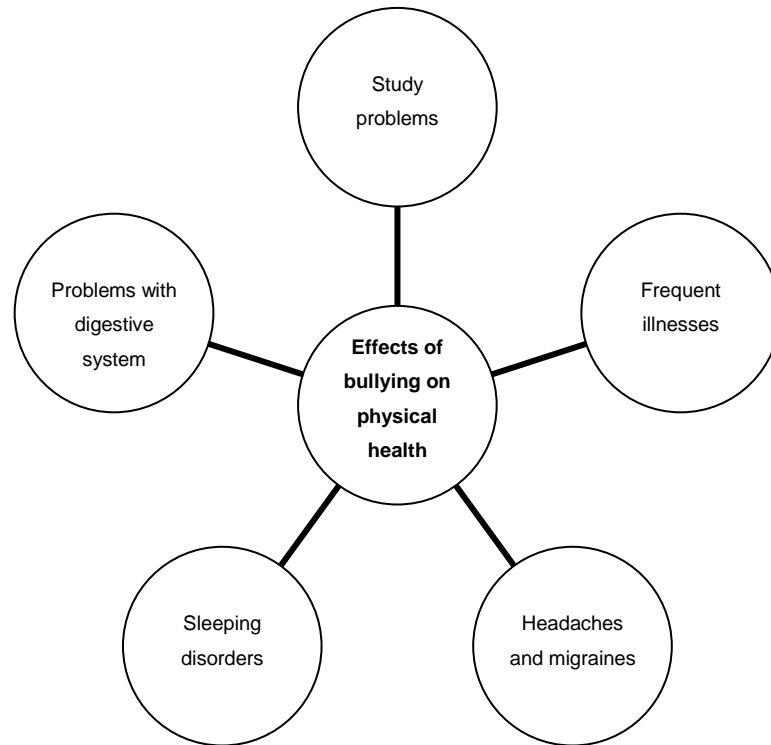 Study
problems
Problems with
digestive
system
Frequent
illnesses
Effects of
bullying on
physical
health
Sleeping
disorders
Headaches
and migraines